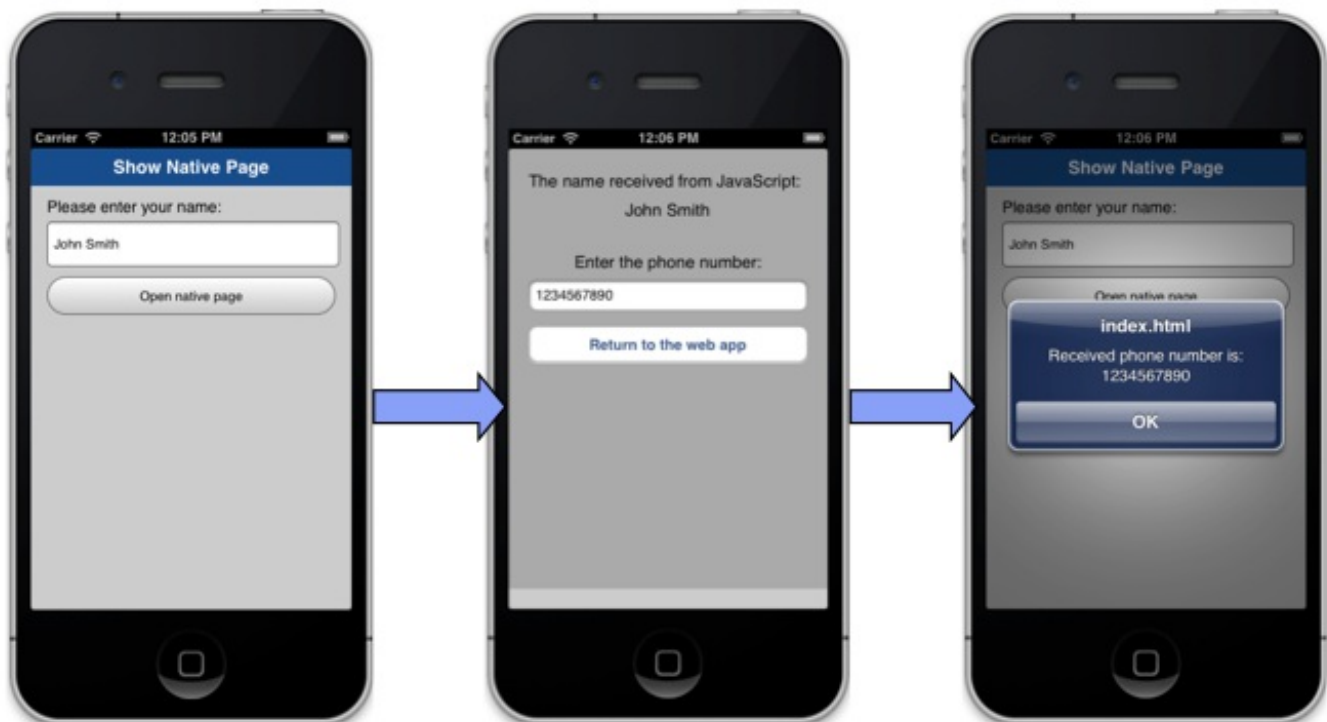 Carrier 12:05 PM
Show Native Page
Please enter your name:
John Smith
Open native page
Carrier 12:06 PM
The name received from JavaScript:
John Smith
Enter the phone number:
1234567890
Return to the web app
Carrier 12:06 PM
Show Native Page
Please enter your name:
John Smith
Open native page
index.html
Received phone number is:
1234567890
OK